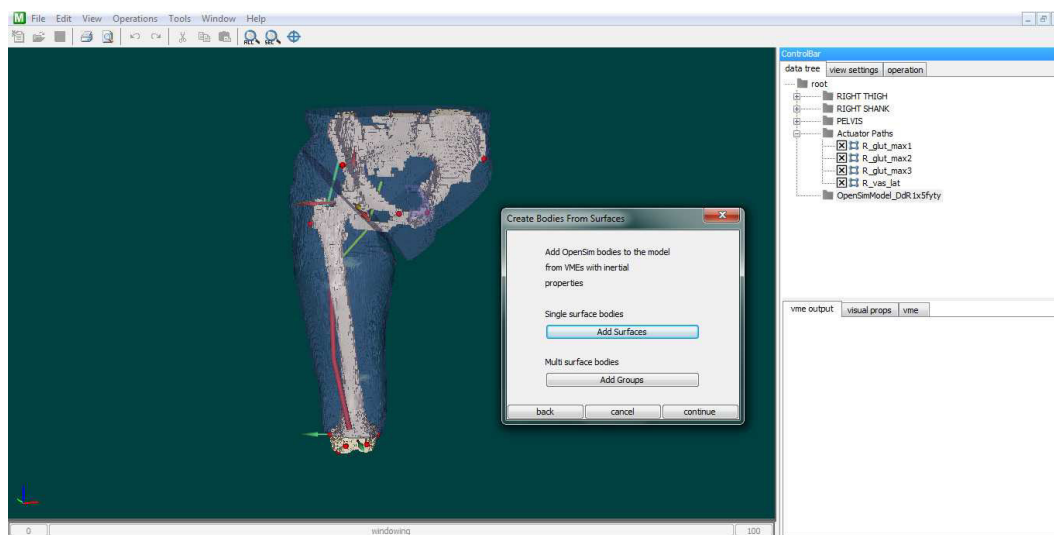 M File Edit View Operations Tools Window Help
ALL SEL
ControlBar
data tree view settings operation
root
RIGHT THIGH
RIGHT SHANK
PELVIS
Actuator Paths
R_glut_max1
R_glut_max2
R_glut_max3
R_vas_lat
OpenSimModel_DdR1x5fyty
Create Bodies From Surfaces
Add OpenSim bodies to the model
from VMEs with inertial
properties
Single surface bodies
Add Surfaces
Multi surface bodies
Add Groups
back cancel continue
vme output visual props vme
0 windowing 100